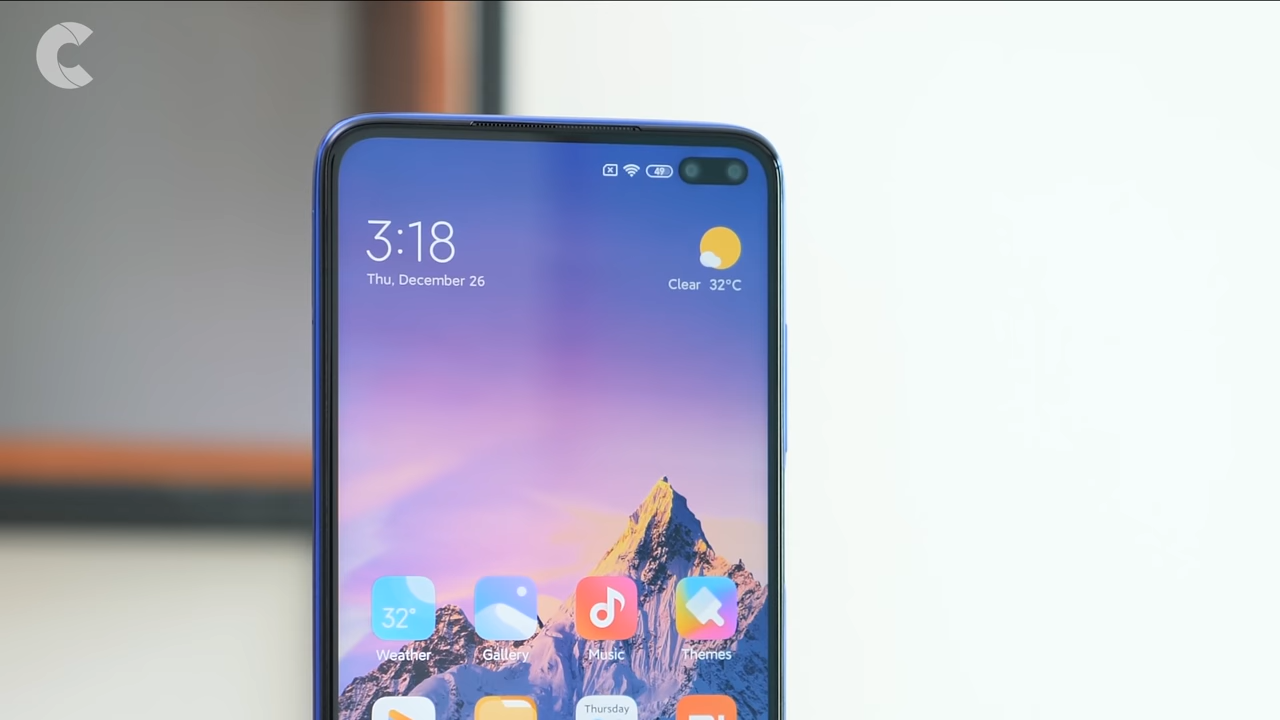 49
3:18
Thu, December 26
Clear 32°C
32°
Weather
Gallery
Music
Themes
Thursday